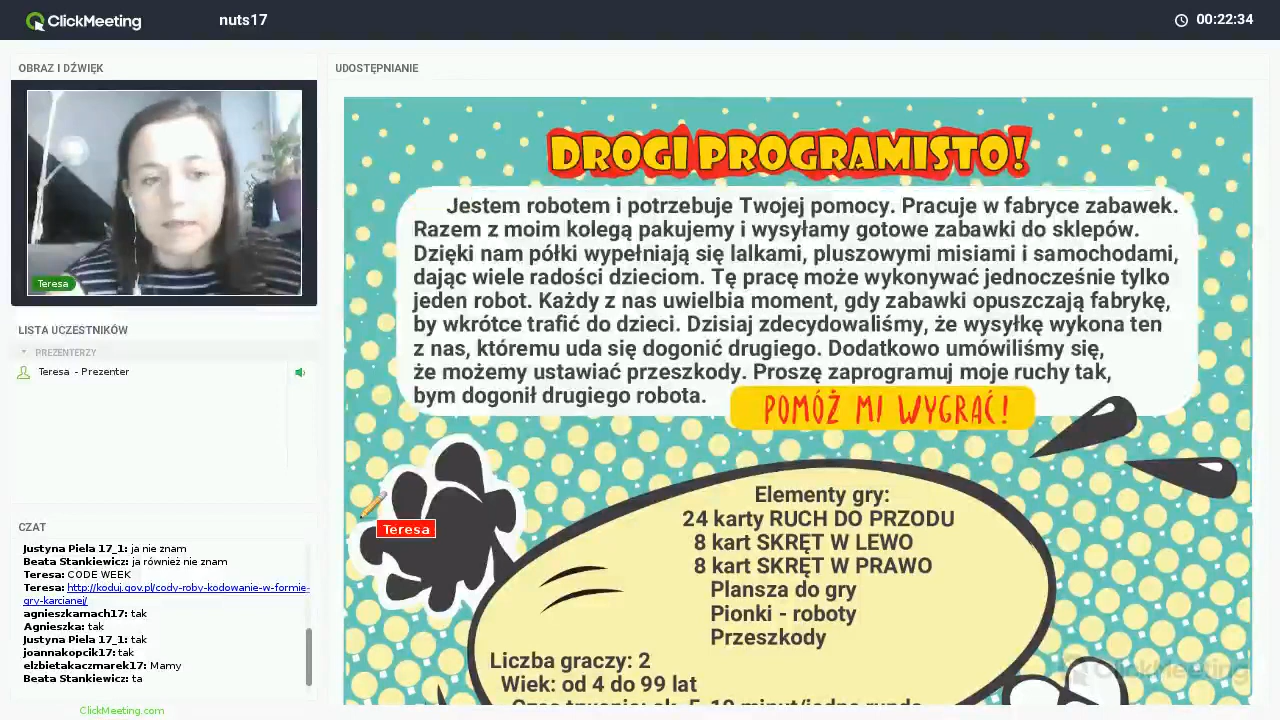 ClickMeeting
nuts17
00:22:34
OBRAZ I DŹWIĘK
Teresa
LISTA UCZESTNIKÓW
PREZENTERZY
Teresa - Prezenter
CZAT
Justyna Piela 17_1: ja nie znam
Beata Stankiewicz: ja również nie znam
Teresa: CODE WEEK
Teresa: http://koduj.gov.pl/cody-roby-kodowanie-w-formie-
gry-karcianej/
agnieszkamach17: tak
Agnieszka: tak
Justyna Piela 17_1: tak
joannakopcik17: tak
elzbietakaczmarek17: Mamy
Beata Stankiewicz: ta
ClickMeeting.com
UDOSTĘPNIANIE
DROGI PROGRAMISTO!
Jestem robotem i potrzebuje Twojej pomocy. Pracuje w fabryce zabawek.
Razem z moim kolegą pakujemy i wysyłamy gotowe zabawki do sklepów.
Dzięki nam półki wypełniają się lalkami, pluszowymi misiami i samochodami,
dając wiele radości dzieciom. Tę pracę może wykonywać jednocześnie tylko
jeden robot. Każdy z nas uwielbia moment, gdy zabawki opuszczają fabrykę,
by wkrótce trafić do dzieci. Dzisiaj zdecydowaliśmy, że wysyłkę wykona ten
z nas, któremu uda się dogonić drugiego. Dodatkowo umówiliśmy się,
że możemy ustawiać przeszkody. Proszę zaprogramuj moje ruchy tak,
bym dogonił drugiego robota.
POMÓŻ MI WYGRAĆ!
Teresa
Elementy gry:
24 karty RUCH DO PRZODU
8 kart SKRĘT W LEWO
8 kart SKRĘT W PRAWO
Plansza do gry
Pionki - roboty
Przeszkody
Liczba graczy: 2
Wiek: od 4 do 99 lat
Czas trwania: ok. 5-10 minut/jedna runda
ClickMeeting